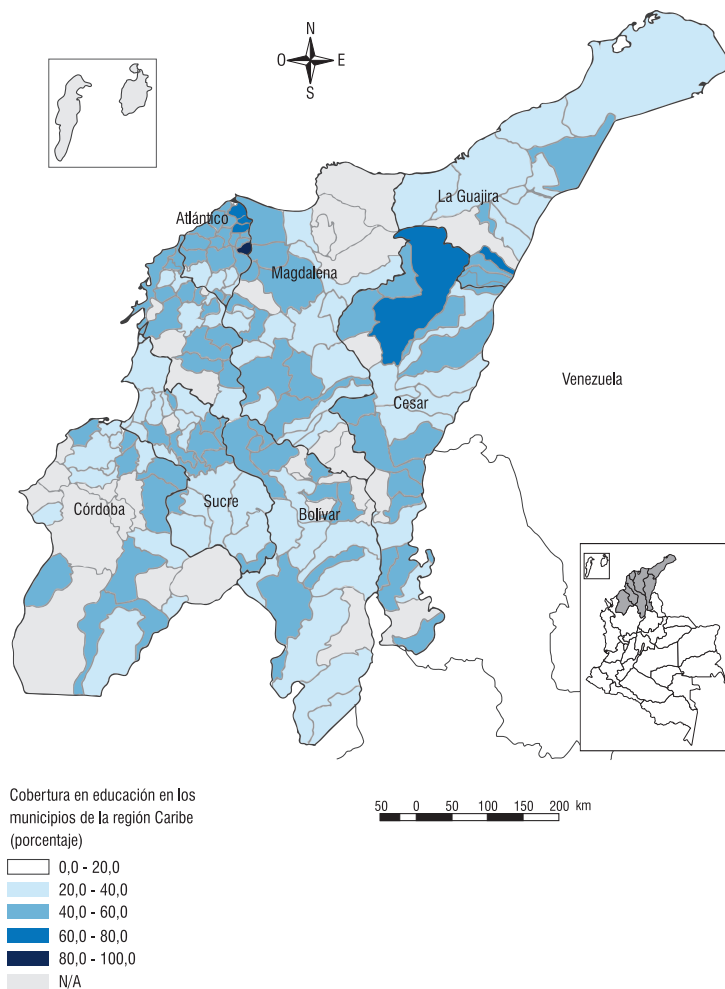 N
O E
S
La Guajira
Atlántico
Magdalena
Venezuela
Cesar
Sucre
Córdoba
Bolívar
Cobertura en educación en los
municipios de la región Caribe
(porcentaje)
0,0 - 20,0
20,0 - 40,0
40,0 - 60,0
60,0 - 80,0
80,0 - 100,0
N/A
50 0 50 100 150 200 km